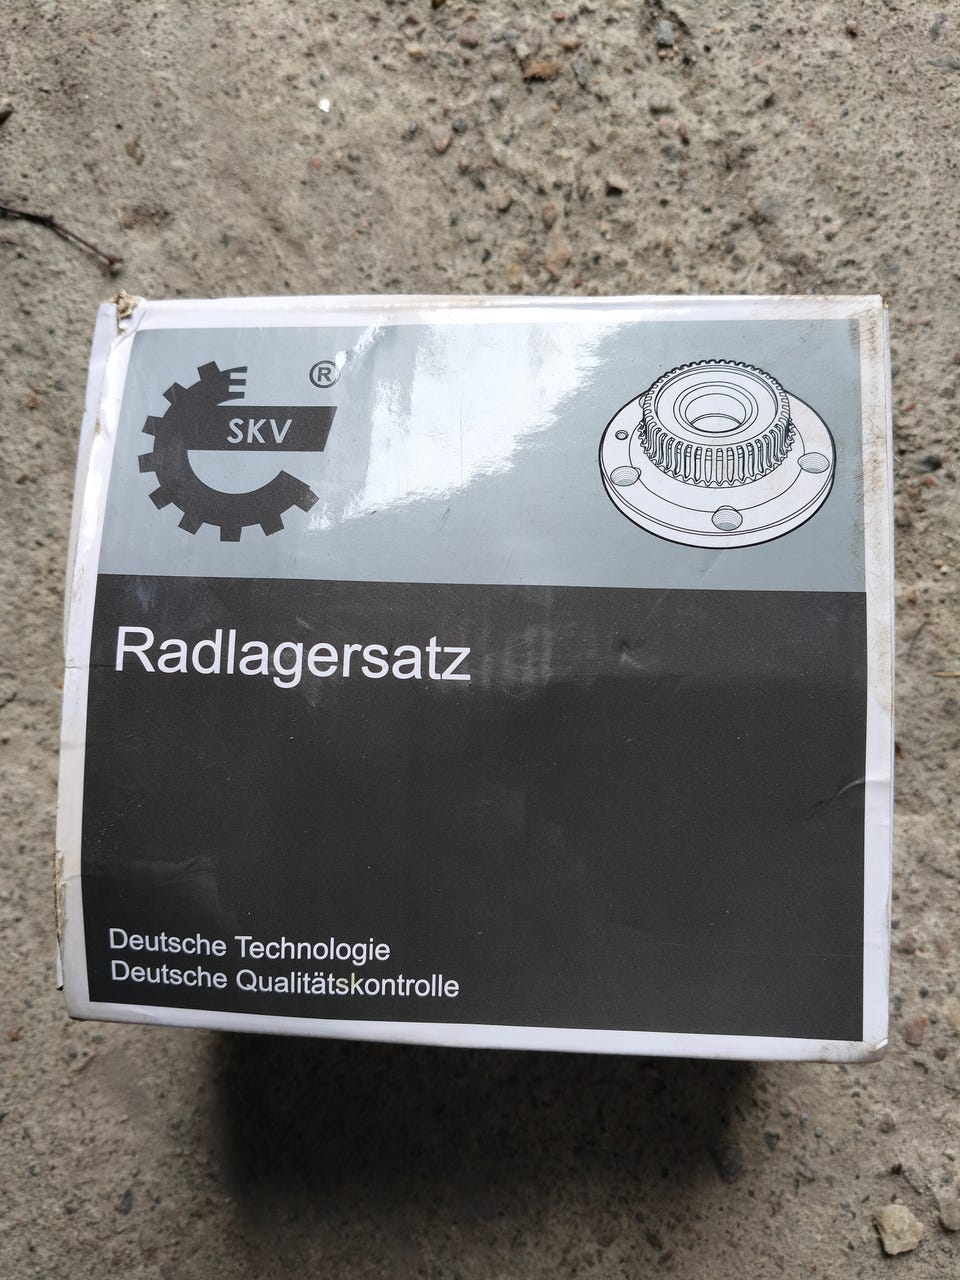 SKV
®
Radlagersatz
Deutsche Technologie
Deutsche Qualitätskontrolle